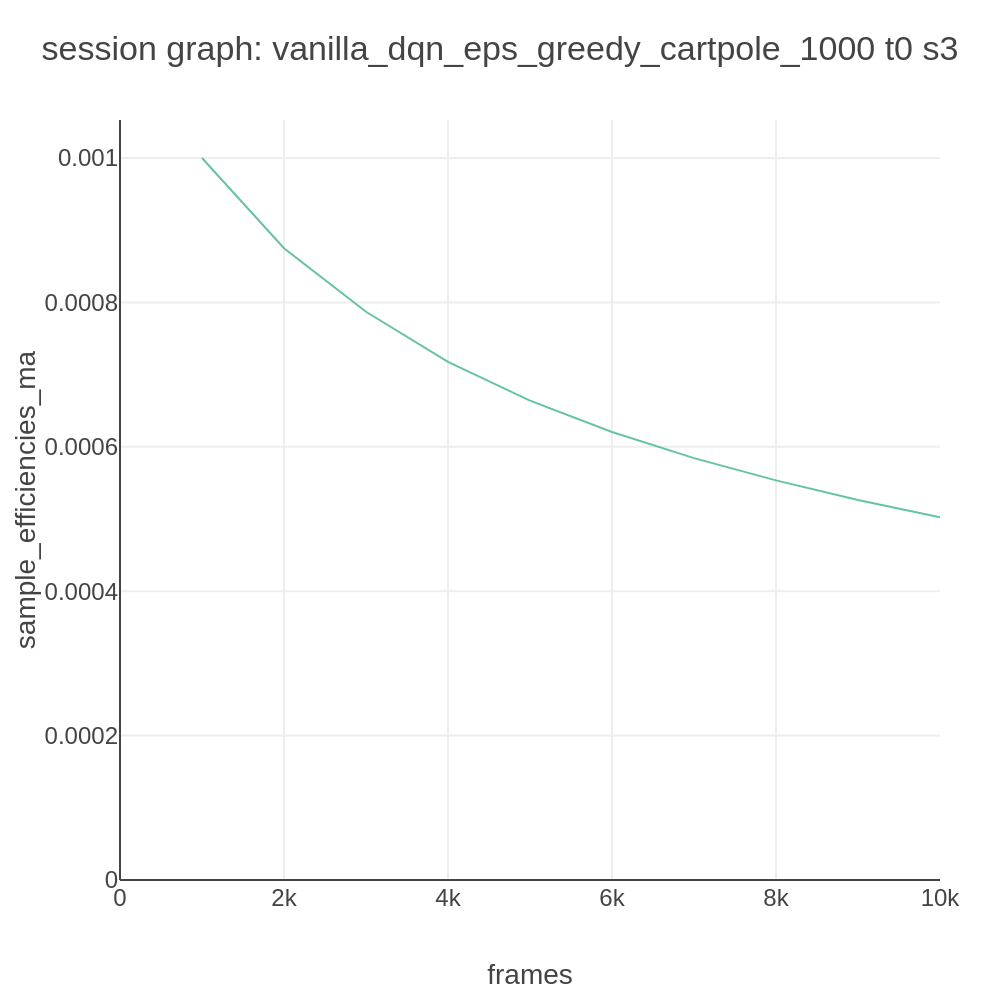 session graph: vanilla_dqn_eps_greedy_cartpole_1000 t0 s3
0.001
0.0008
0.0006
0.0004
0.0002
0
sample_efficiencies_ma
0
2k
4k
6k
8k
10k
frames